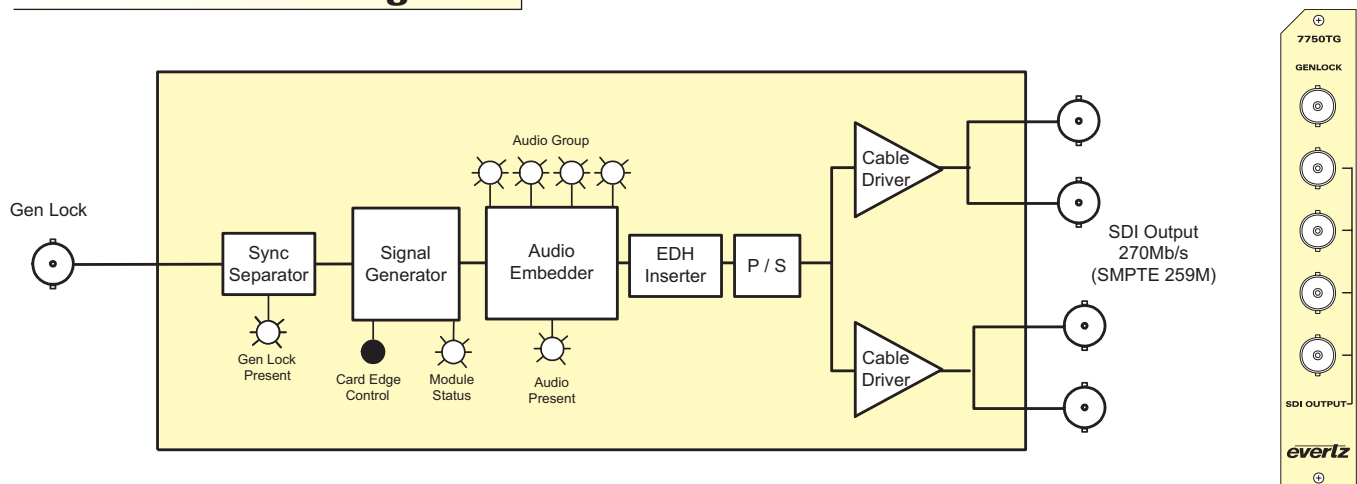 7750TG
GENLOCK
Audio Group
Cable
Driver
Gen Lock
Sync
Separator
Signal
Generator
Audio
Embedder
EDH
Inserter
P / S
SDI Output
270Mb/s
(SMPTE 259M)
Gen Lock
Present
Card Edge
Control
Module
Status
Audio
Present
Cable
Driver
SDI OUTPUT
evertz